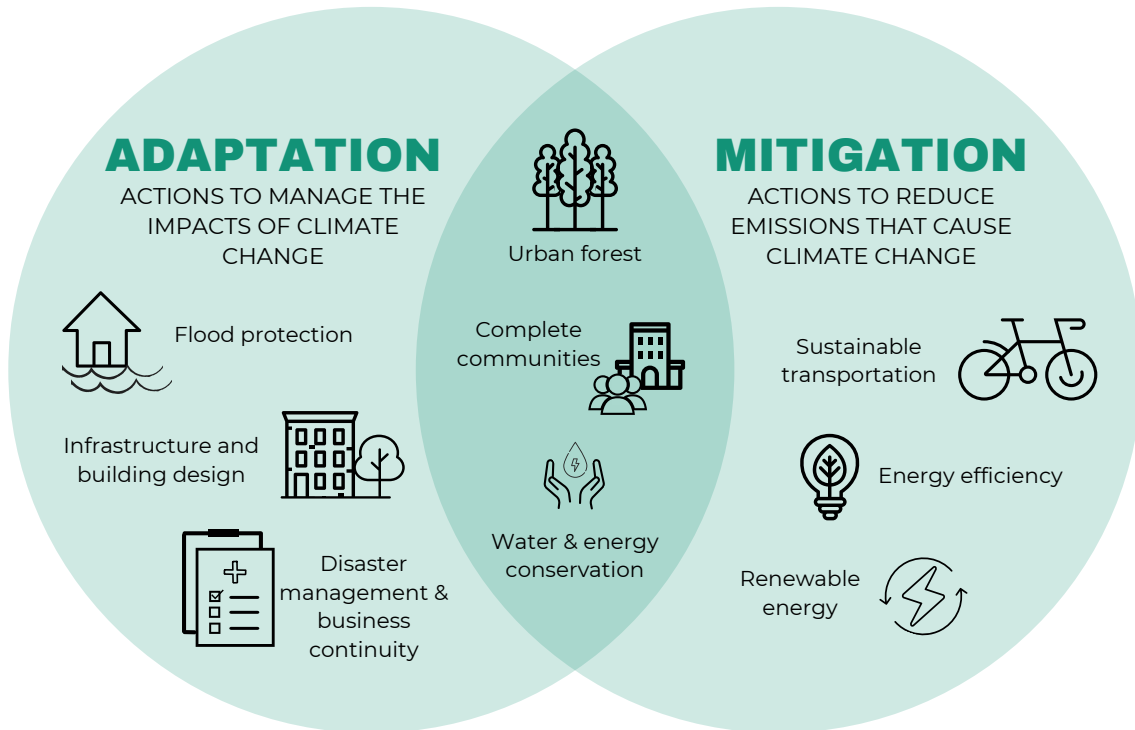 ADAPTATION
ACTIONS TO MANAGE THE
IMPACTS OF CLIMATE
CHANGE
Flood protection
Infrastructure and
building design
Disaster
management &
business
continuity
Urban forest
Complete
communities
Water & energy
conservation
MITIGATION
ACTIONS TO REDUCE
EMISSIONS THAT CAUSE
CLIMATE CHANGE
Sustainable
transportation
Energy efficiency
Renewable
energy